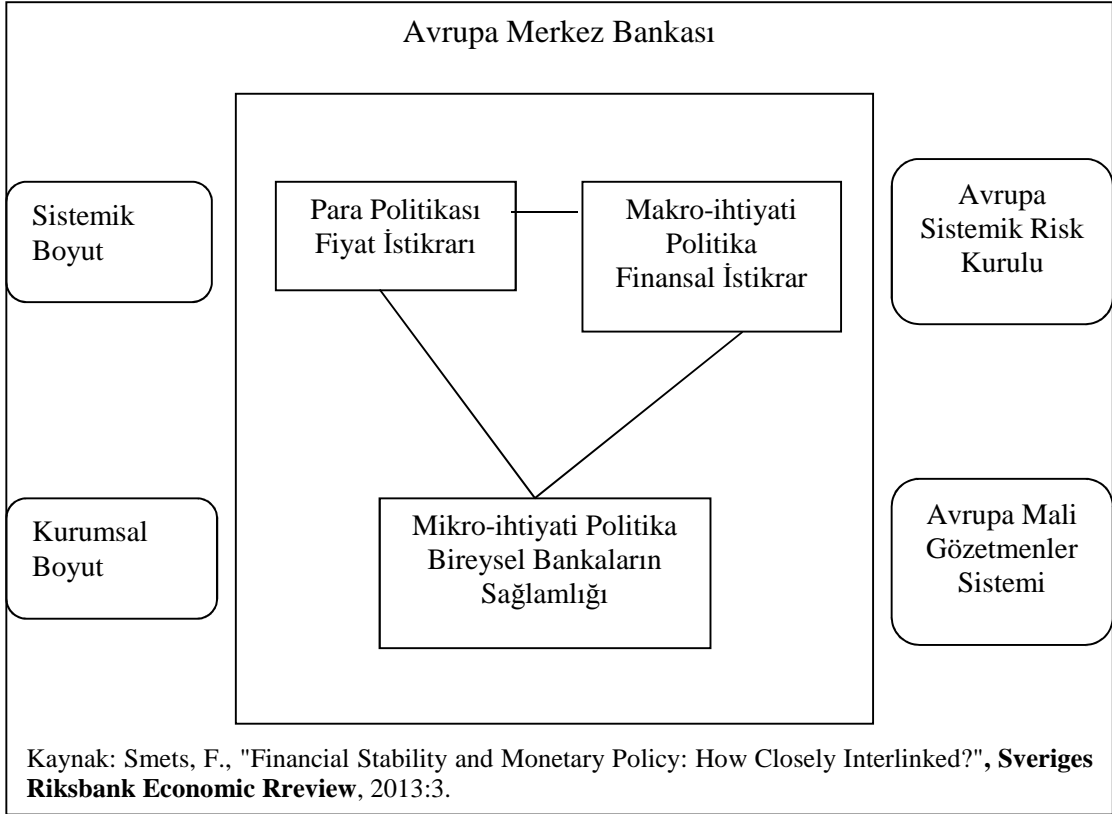 Avrupa Merkez Bankası
Sistemik
Boyut
Para Politikası
Fiyat İstikrarı
Makro-ihtiyati
Politika
Finansal İstikrar
Avrupa
Sistemik Risk
Kurulu
Kurumsal
Boyut
Mikro-ihtiyati Politika
Bireysel Bankaların
Sağlamlığı
Avrupa Mali
Gözetmenler
Sistemi
Kaynak: Smets, F., "Financial Stability and Monetary Policy: How Closely Interlinked?", Sveriges
Riksbank Economic Rreview, 2013:3.